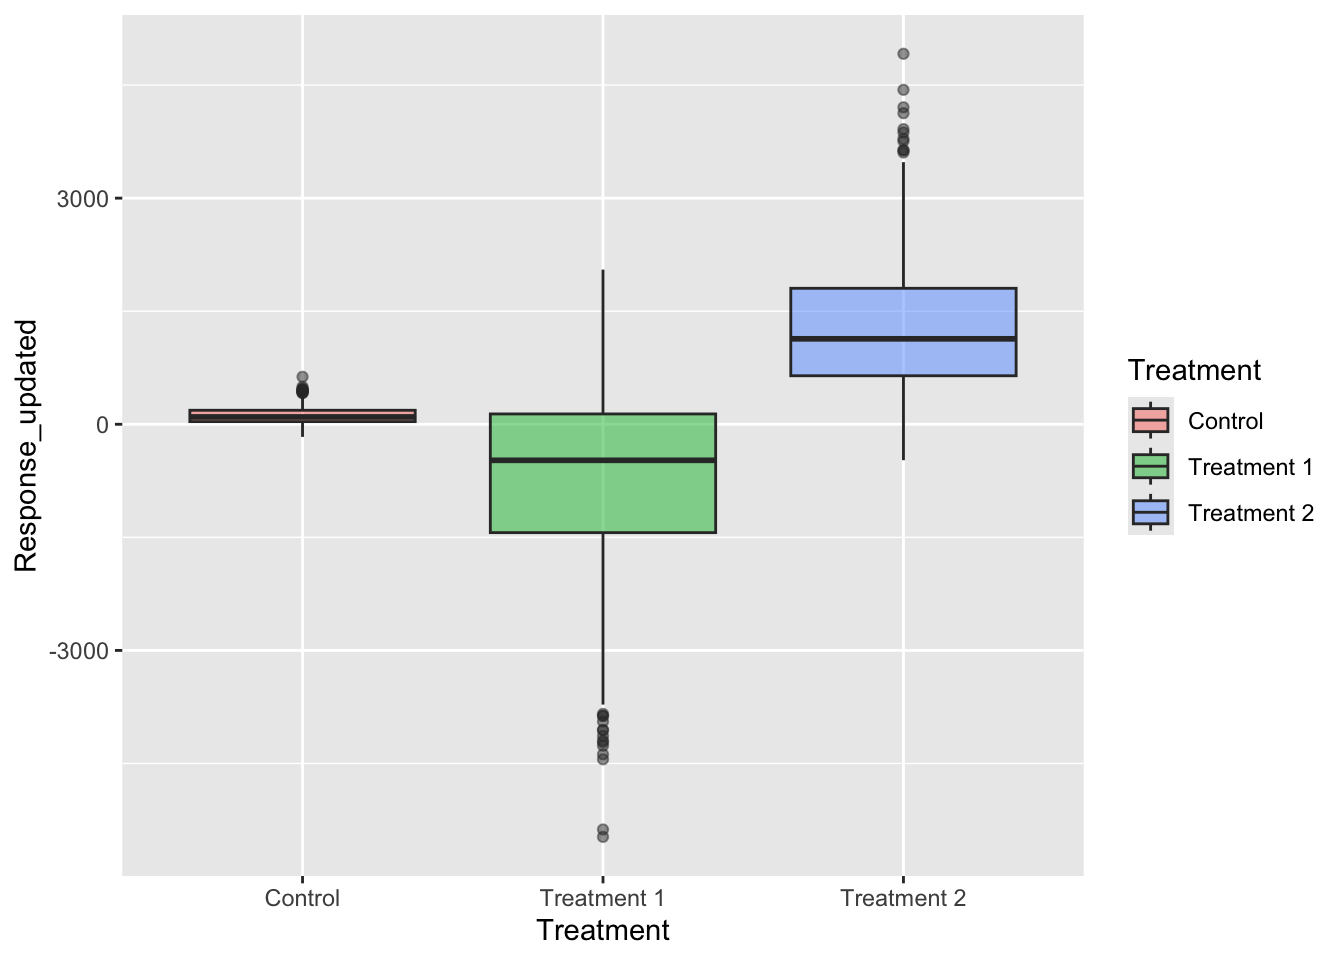 Response_updated
3000
0
-3000
Control
Treatment 1
Treatment 2
Treatment
Treatment
Control
Treatment 1
Treatment 2